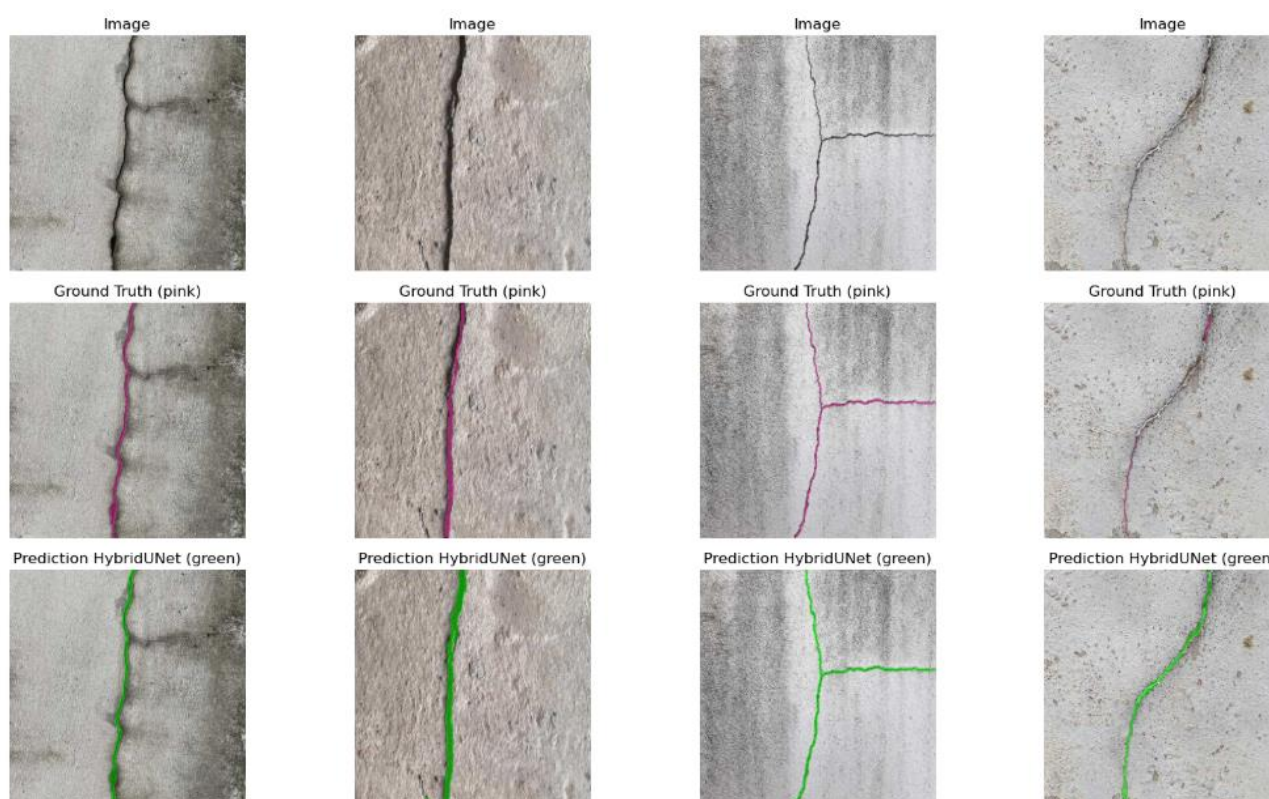 Image Image Image Image
Ground Truth (pink) Ground Truth (pink) Ground Truth (pink) Ground Truth (pink)
Prediction HybridUNet (green) Prediction HybridUNet (green) Prediction HybridUNet (green) Prediction HybridUNet (green